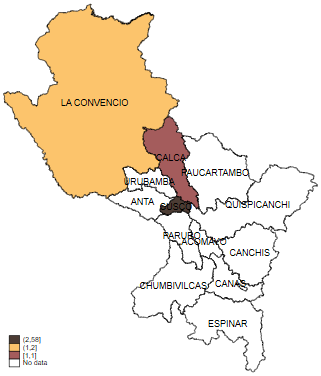 LA CONVENCIO
CALCA
PAUCARTAMBO
URUBAMBA
ANTA
CUSCO
QUISPICANCHI
PARURO
ACOMAYO
CANCHIS
CHUMBIVILCAS
CANAS
ESPINAR
(2,58]
(1,2]
[1,1]
No data